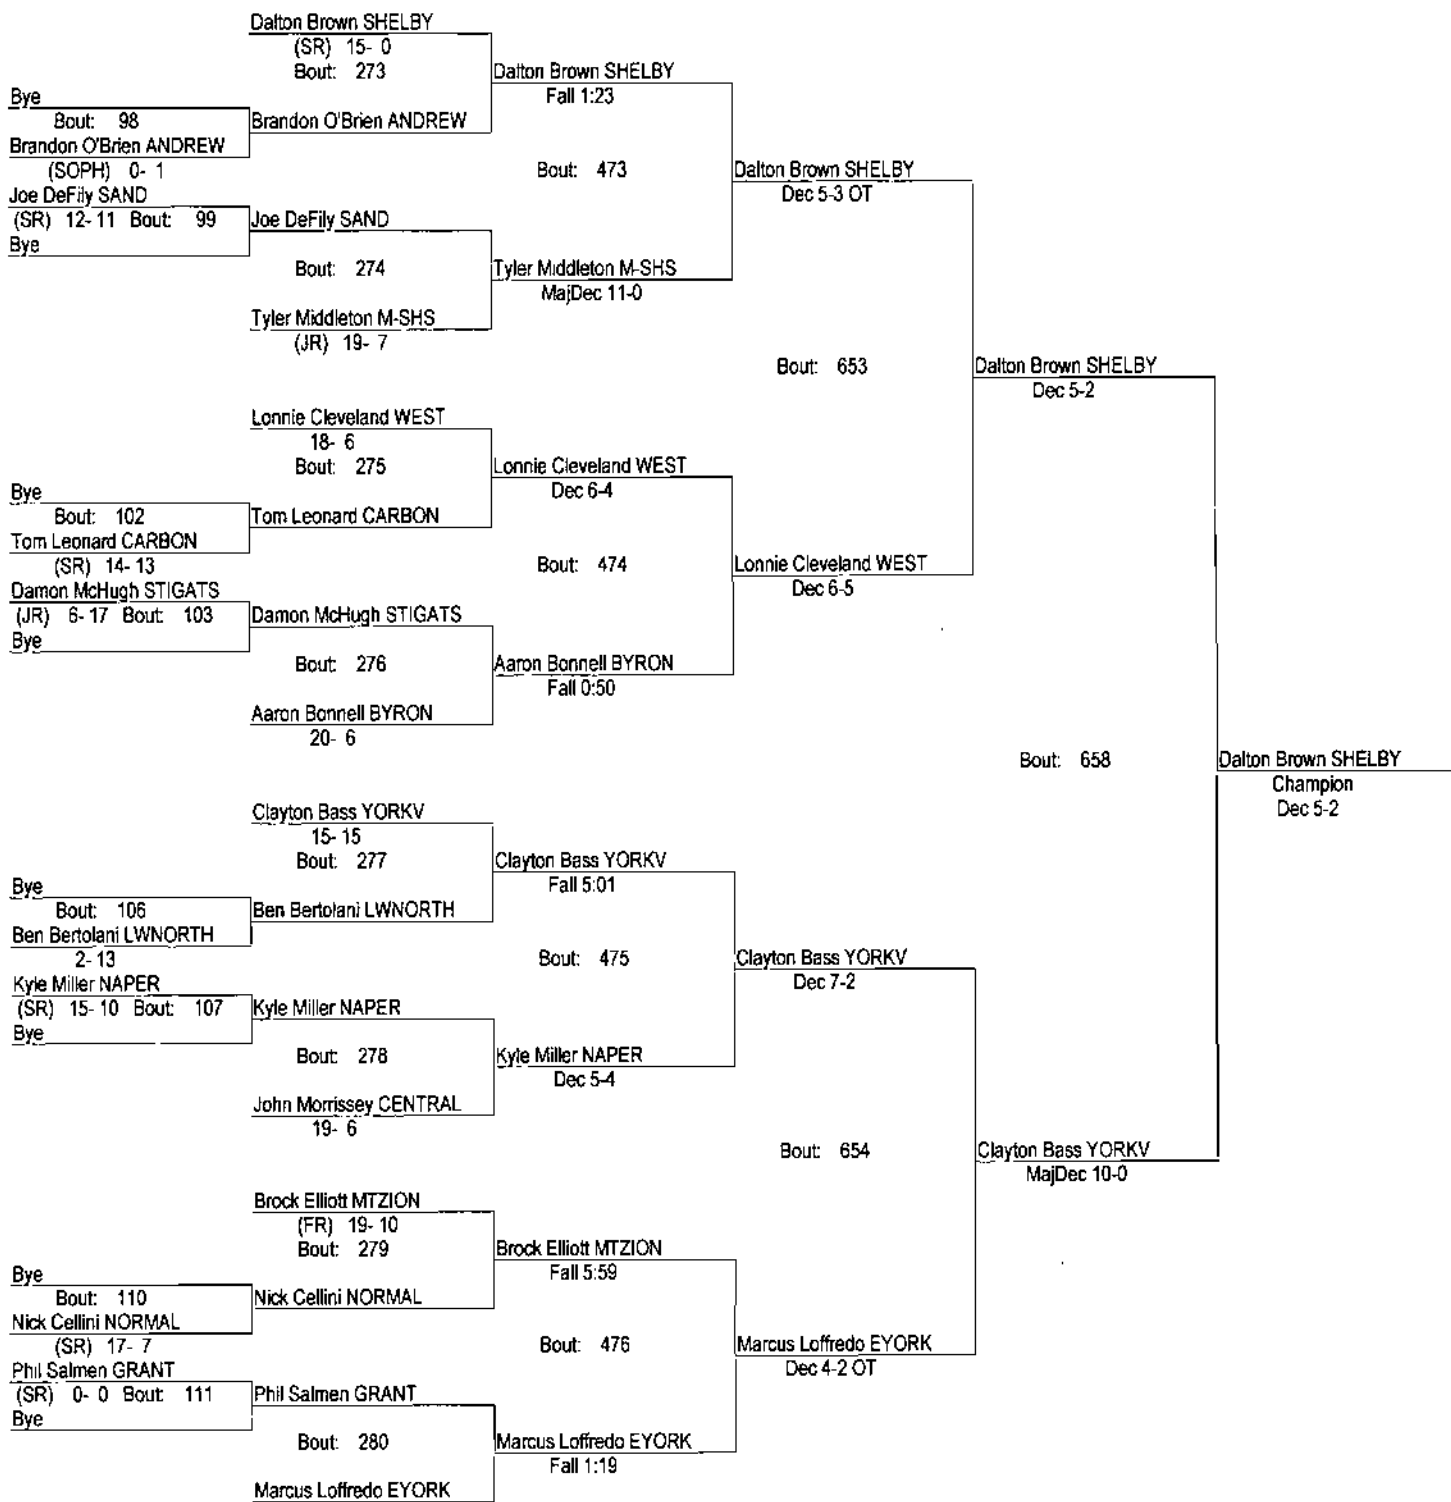 Dalton Brown SHELBY
(SR) 15- 0
Bout: 273
Dalton Brown SHELBY
Fall 1:23
Bye
Bout: 98
Brandon O'Brien ANDREW
Brandon O'Brien ANDREW
(SOPH) 0- 1
Bout: 473
Dalton Brown SHELBY
Dec 5-3 OT
Joe DeFily SAND
(SR) 12- 11 Bout: 99
Joe DeFily SAND
Bye
Bout: 274
Tyler Middleton M-SHS
MajDec 11-0
Tyler Middleton M-SHS
(JR) 19- 7
Bout: 653
Dalton Brown SHELBY
Dec 5-2
Lonnie Cleveland WEST
18- 6
Bout: 275
Lonnie Cleveland WEST
Dec 6-4
Bye
Bout: 102
Tom Leonard CARBON
Tom Leonard CARBON
(SR) 14- 13
Bout: 474
Lonnie Cleveland WEST
Dec 6-5
Damon McHugh STIGATS
(JR) 6- 17 Bout: 103
Damon McHugh STIGATS
Bye
Bout: 276
Aaron Bonnell BYRON
Fall 0:50
Aaron Bonnell BYRON
20- 6
Bout: 658
Dalton Brown SHELBY
Champion
Dec 5-2
Clayton Bass YORKV
15- 15
Bout: 277
Clayton Bass YORKV
Fall 5:01
Bye
Bout: 106
Ben Bertolani LWNORTH
Ben Bertolani LWNORTH
2- 13
Bout: 475
Clayton Bass YORKV
Dec 7-2
Kyle Miller NAPER
(SR) 15- 10 Bout: 107
Kyle Miller NAPER
Bye
Bout: 278
Kyle Miller NAPER
Dec 5-4
John Morrissey CENTRAL
19- 6
Bout: 654
Clayton Bass YORKV
MajDec 10-0
Brock Elliott MTZION
(FR) 19- 10
Bout: 279
Brock Elliott MTZION
Fall 5:59
Bye
Bout: 110
Nick Cellini NORMAL
Nick Cellini NORMAL
(SR) 17- 7
Bout: 476
Marcus Loffredo EYORK
Dec 4-2 OT
Phil Salmen GRANT
(SR) 0- 0 Bout: 111
Phil Salmen GRANT
Bye
Bout: 280
Marcus Loffredo EYORK
Fall 1:19
Marcus Loffredo EYORK